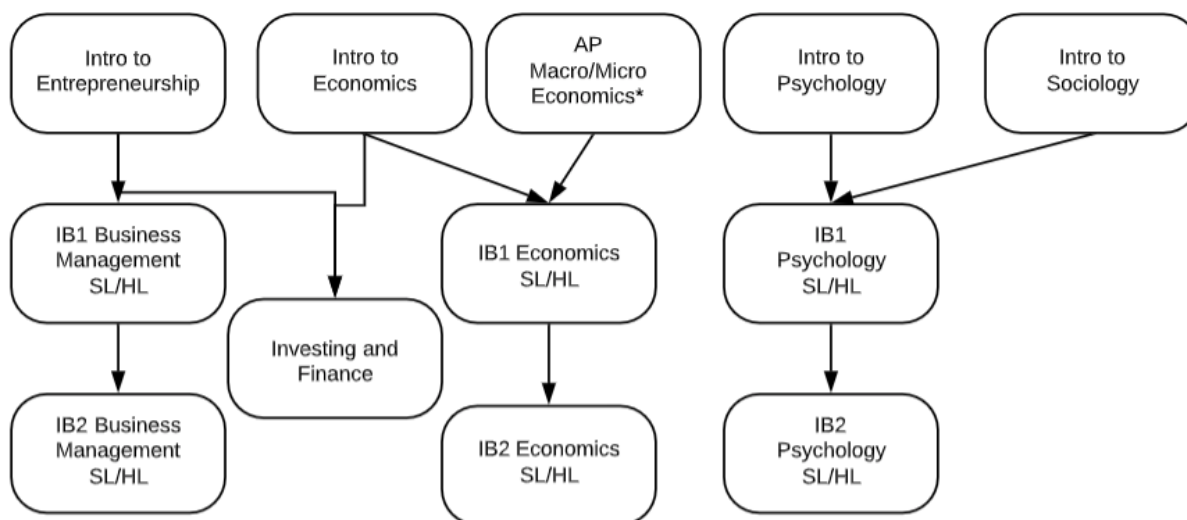 Intro to
Entrepreneurship
Intro to
Economics
AP
Macro/Micro
Economics*
Intro to
Psychology
Intro to
Sociology
IB1 Business
Management
SL/HL
IB1 Economics
SL/HL
IB1
Psychology
SL/HL
Investing and
Finance
IB2 Business
Management
SL/HL
IB2 Economics
SL/HL
IB2
Psychology
SL/HL